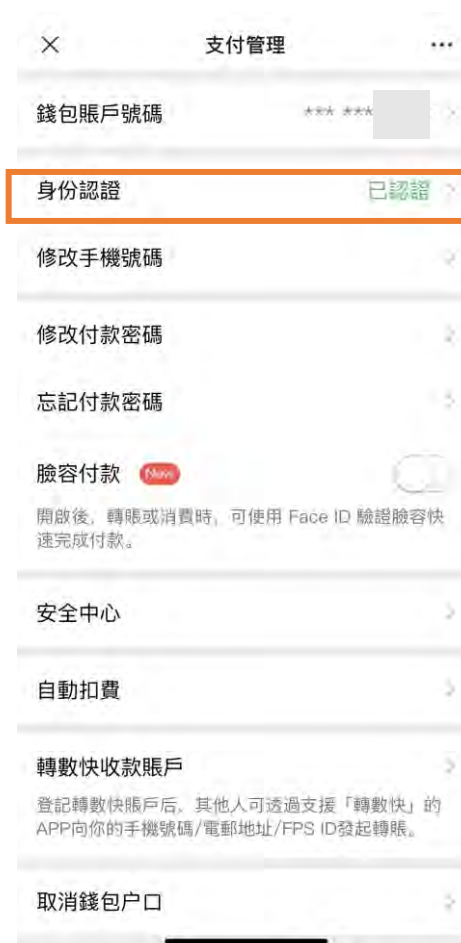 支付管理
錢包賬戶號碼 *** ***
身份認證 已認證
修改手機號碼
修改付款密碼
忘記付款密碼
臉容付款 New
開啟後，轉賬或消費時，可使用 Face ID 驗證臉容快
速完成付款。
安全中心
自動扣費
轉數快收款賬戶
登記轉數快賬戶后，其他人可透過支援「轉數快」的
APP向你的手機號碼/電郵地址/FPS ID發起轉賬。
取消錢包户口